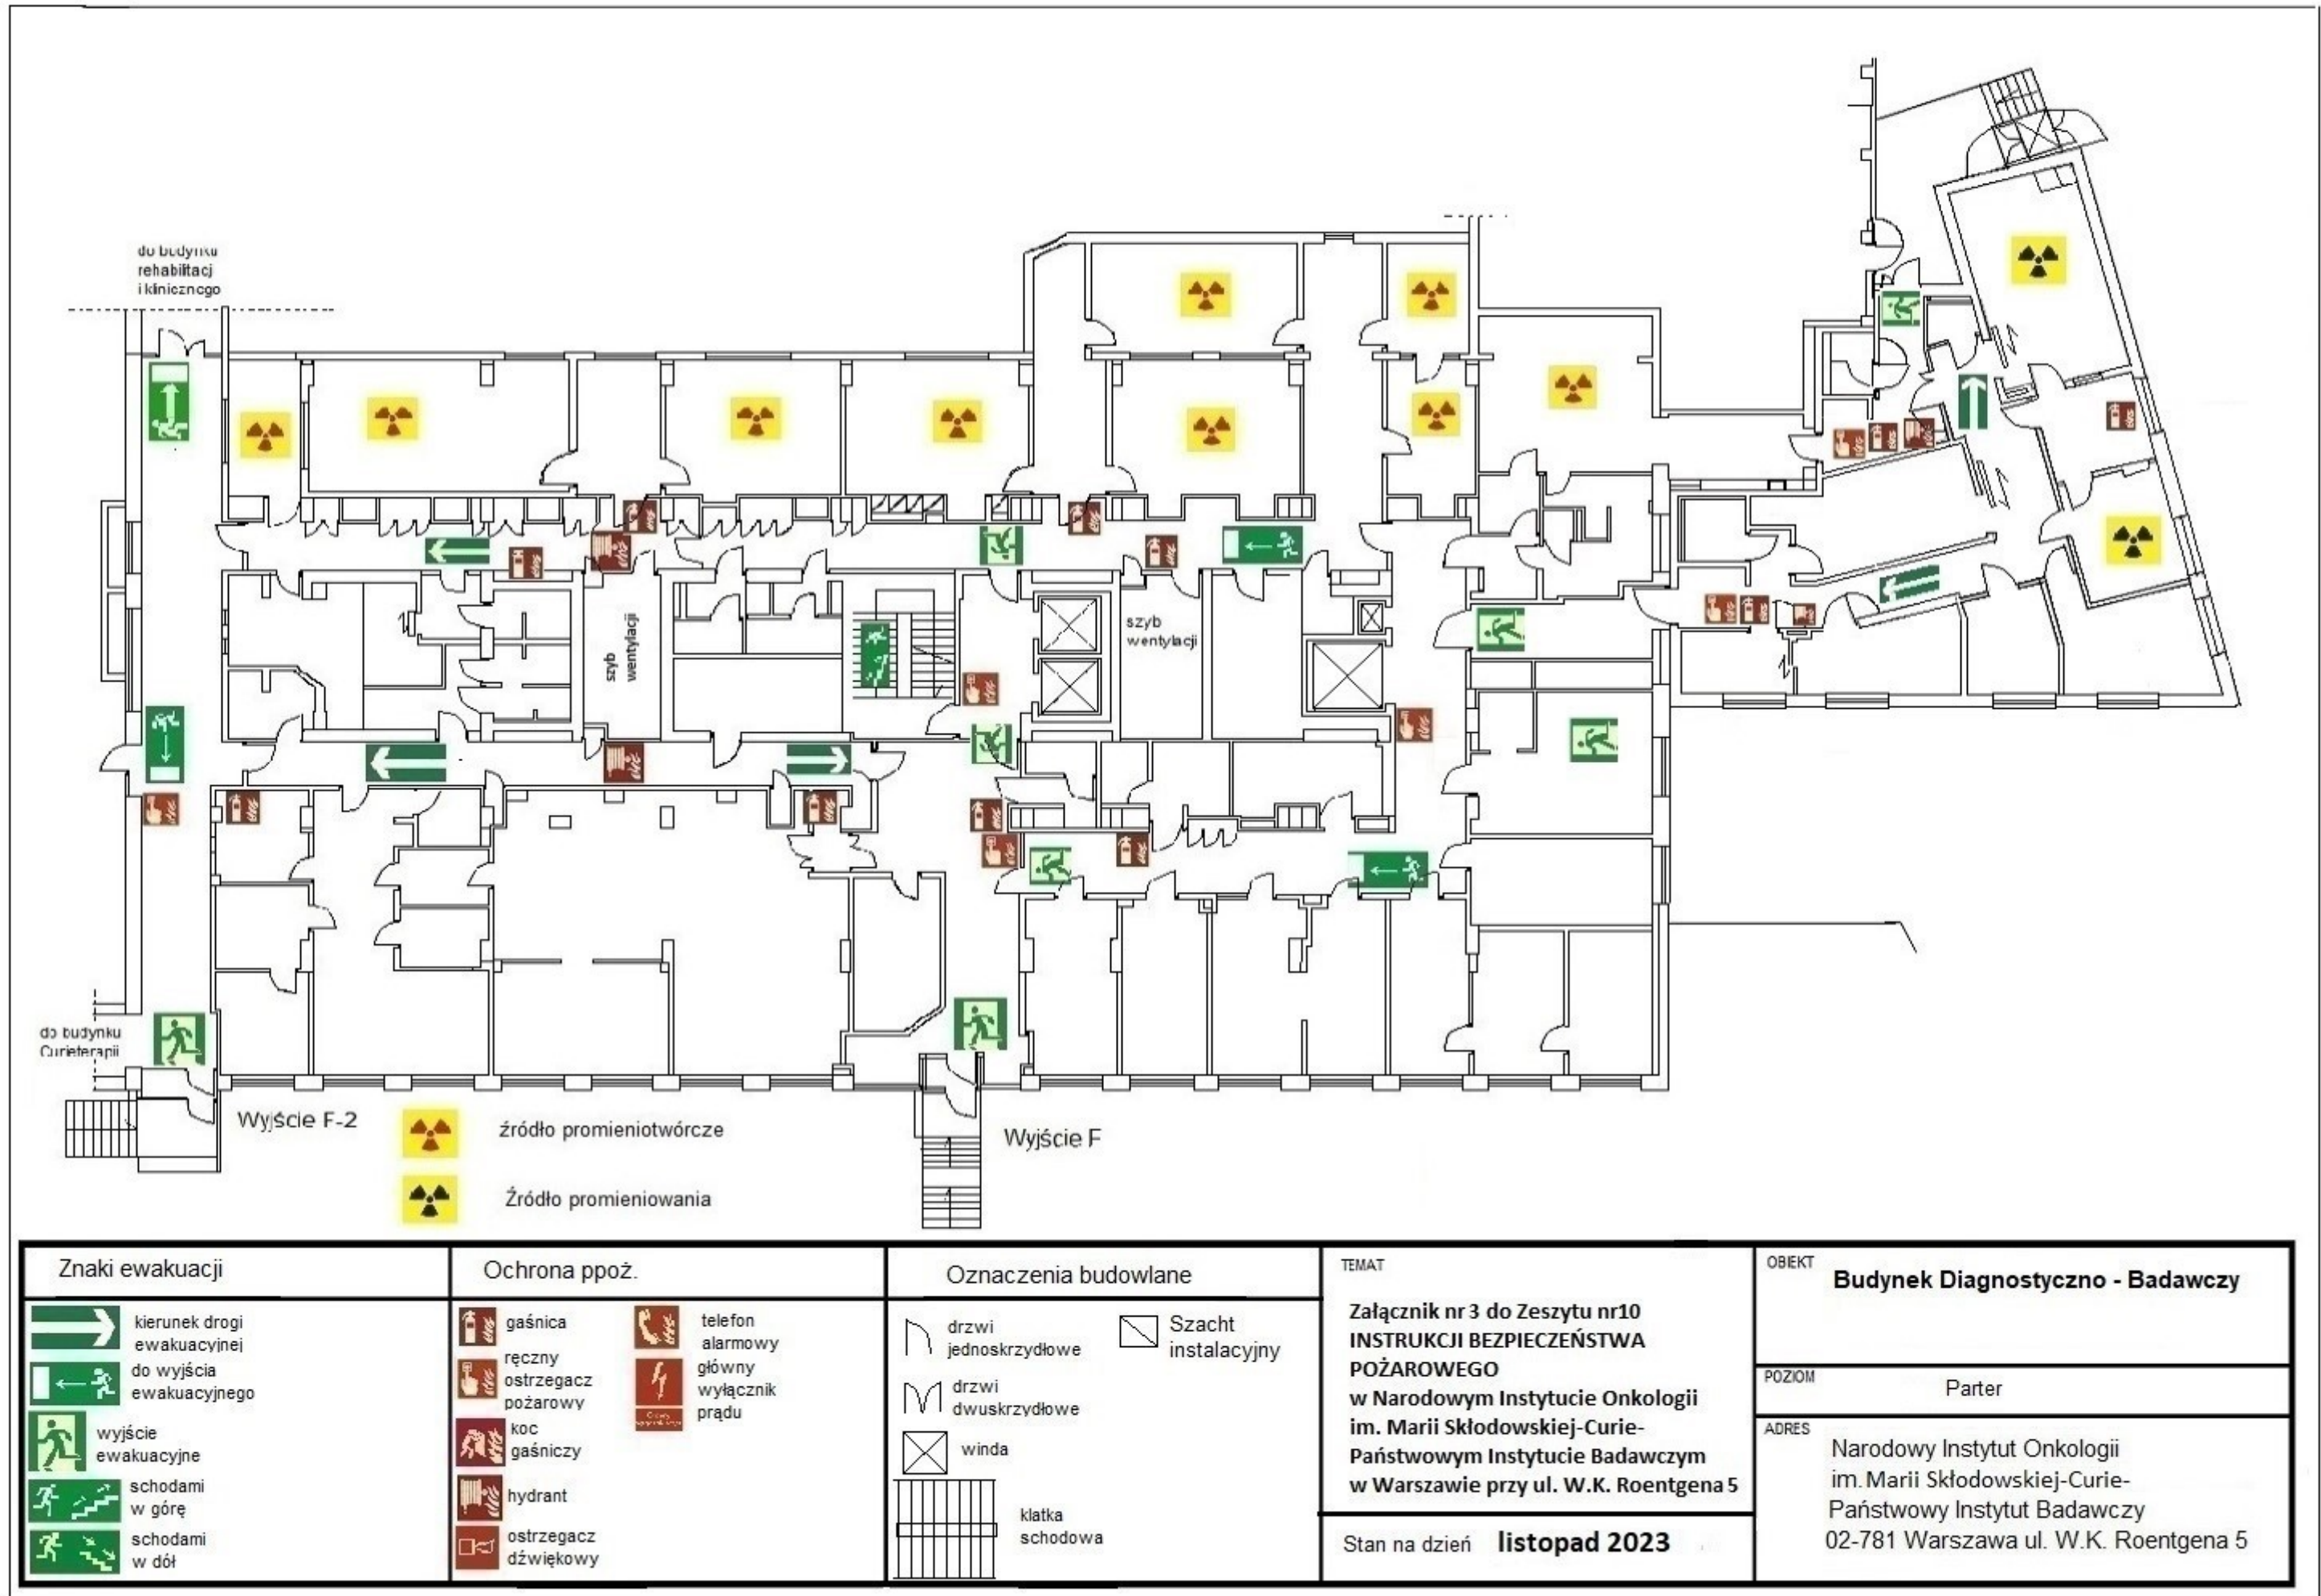 do budynku
rehabilitacj
i klinicznego
szyb
wentylacji
szyb
wentylacji
do budynku
Curieterapii
Wyjście F-2
Wyjście F
źródło promieniotwórcze
Źródło promieniowania
Znaki ewakuacji
kierunek drogi
ewakuacyjnej
do wyjścia
ewakuacyjnego
wyjście
ewakuacyjne
schodami
w górę
schodami
w dół
Ochrona ppoż.
gaśnica
ręczny
ostrzegacz
pożarowy
koc
gaśniczy
hydrant
ostrzegacz
dźwiękowy
telefon
alarmowy
główny
wyłącznik
prądu
Oznaczenia budowlane
drzwi
jednoskrzydłowe
drzwi
dwuskrzydłowe
winda
klatka
schodowa
Szacht
instalacyjny
TEMAT
Załącznik nr 3 do Zeszytu nr10
INSTRUKCJI BEZPIECZEŃSTWA
POŻAROWEGO
w Narodowym Instytucie Onkologii
im. Marii Skłodowskiej-Curie-
Państwowym Instytucie Badawczym
w Warszawie przy ul. W.K. Roentgena 5
Stan na dzień listopad 2023
OBIEKT
Budynek Diagnostyczno - Badawczy
POZIOM
Parter
ADRES
Narodowy Instytut Onkologii
im. Marii Skłodowskiej-Curie-
Państwowy Instytut Badawczy
02-781 Warszawa ul. W.K. Roentgena 5